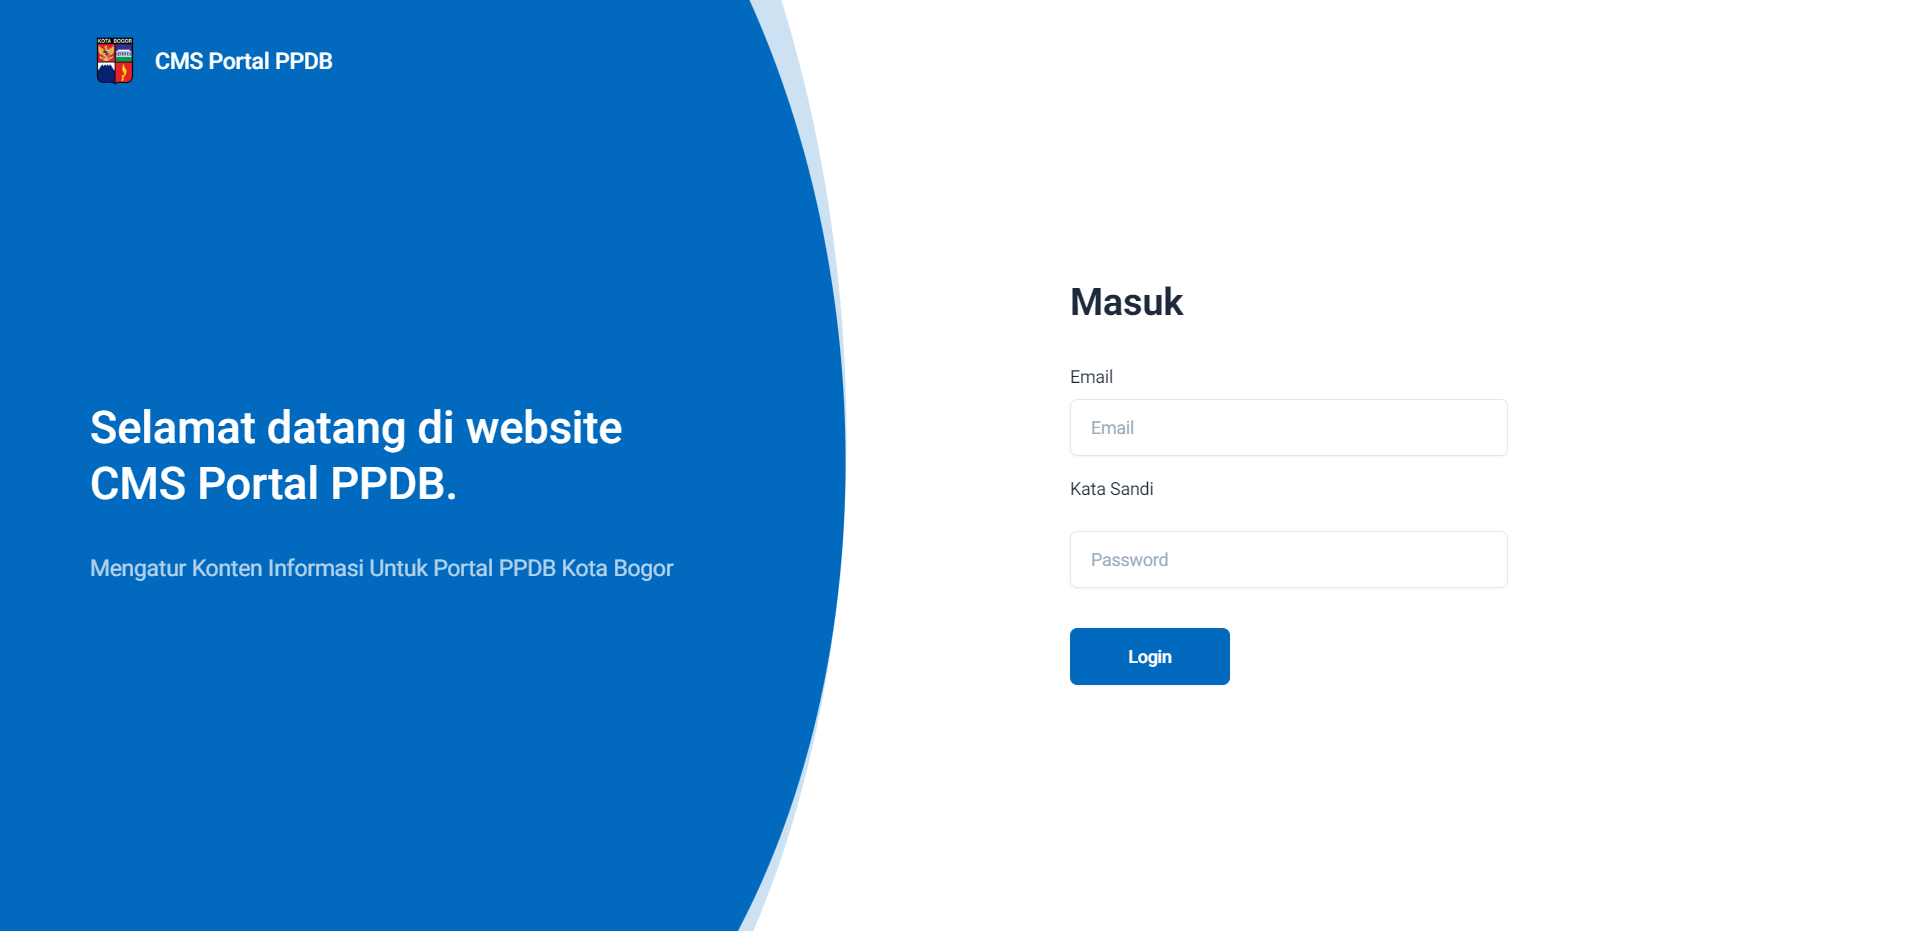 KOTA BOGOR
CMS Portal PPDB
Selamat datang di website
CMS Portal PPDB.
Mengatur Konten Informasi Untuk Portal PPDB Kota Bogor
Masuk
Email
Email
Kata Sandi
Password
Login